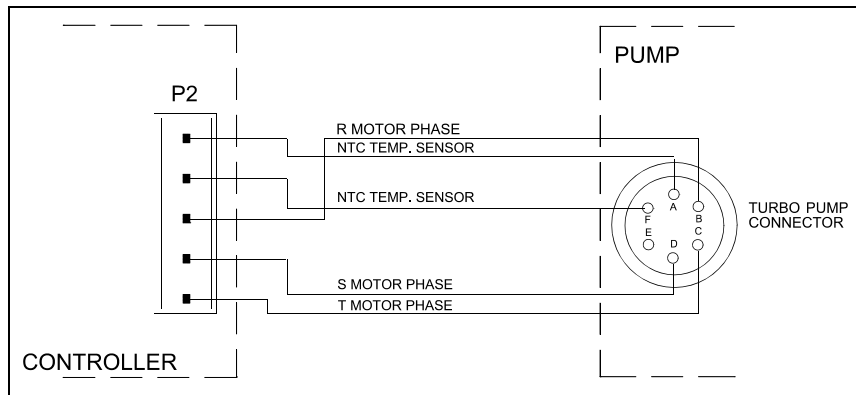 PUMP
P2
R MOTOR PHASE
NTC TEMP. SENSOR
NTC TEMP. SENSOR
A
F
B
E
D
C
TURBO PUMP
CONNECTOR
S MOTOR PHASE
T MOTOR PHASE
CONTROLLER